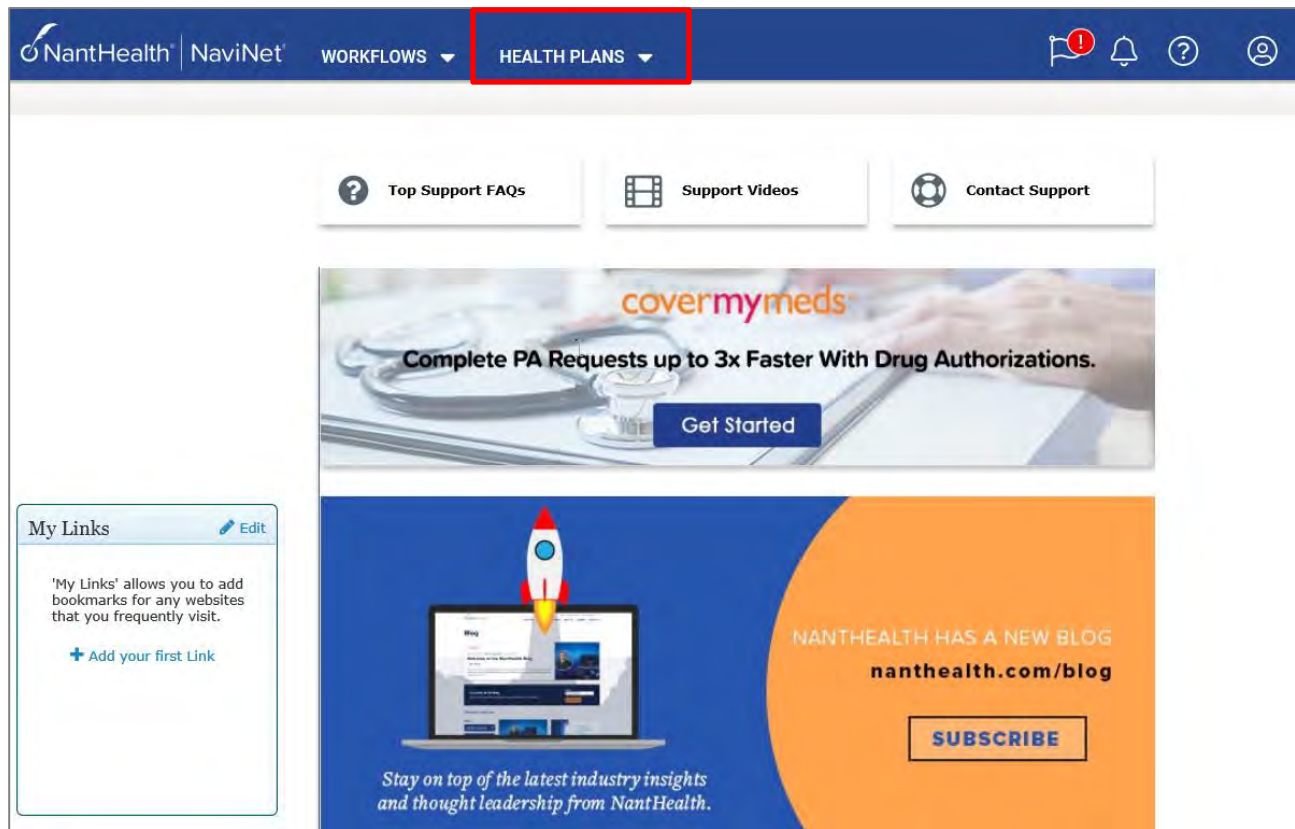 NantHealth® NaviNet®
WORKFLOWS
HEALTH PLANS
!
Top Support FAQs
Support Videos
Contact Support
covermymeds
Complete PA Requests up to 3x Faster With Drug Authorizations.
Get Started
My Links
Edit
'My Links' allows you to add
bookmarks for any websites
that you frequently visit.
+ Add your first Link
Blog
Stay on top of the latest industry insights
and thought leadership from NantHealth.
NANTHEALTH HAS A NEW BLOG
nanthealth.com/blog
SUBSCRIBE